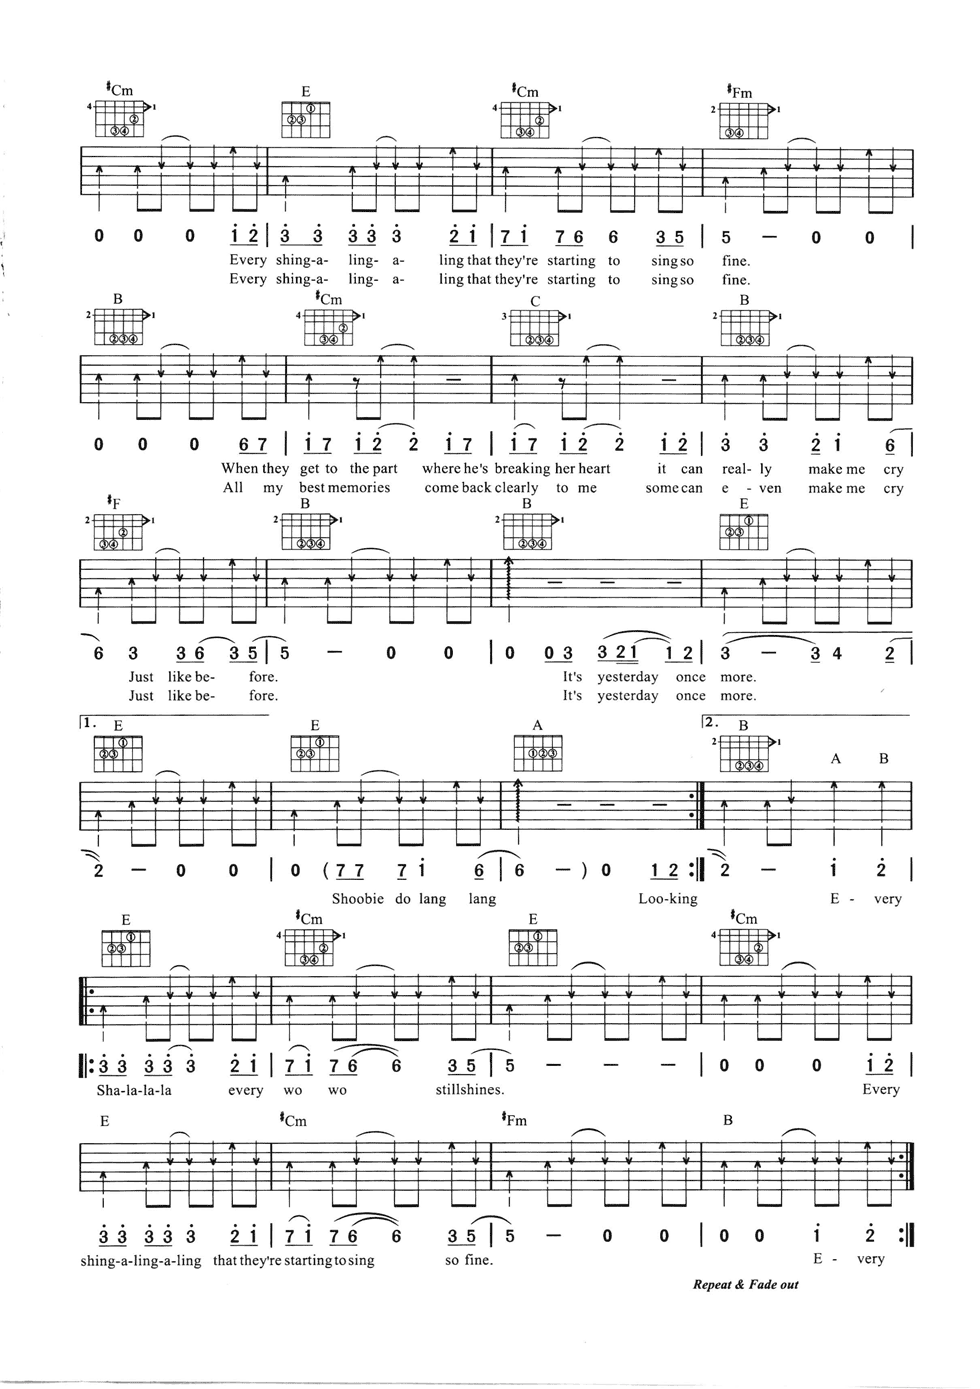 #Cm E #Cm #Fm
0 0 0 1 2 | 3 3 3 3 3 2 1 | 7 1 7 6 6 3 5 | 5 — 0 0 |
Every shing-a- ling- a- ling that they're starting to sing so fine.
Every shing-a- ling- a- ling that they're starting to sing so fine.
B #Cm C B
0 0 0 6 7 | 1 7 1 2 2 1 7 | 1 7 1 2 2 1 2 | 3 3 2 1 6
When they get to the part where he's breaking her heart it can real- ly make me cry
All my best memories come back clearly to me some can e - ven make me cry
#F B B E
6 3 3 6 3 5 | 5 — 0 0 | 0 0 3 3 2 1 1 2 | 3 — 3 4 2 |
Just like be- fore. It's yesterday once more.
Just like be- fore. It's yesterday once more.
1. E E A 2. B A B
2 — 0 0 | 0 ( 7 7 7 1 6 | 6 — ) 0 1 2 :| 2 — 1 2 |
Shoobie do lang lang Loo-king E - very
E #Cm E #Cm
|: 3 3 3 3 3 2 1 | 7 1 7 6 6 3 5 | 5 — — — | 0 0 0 1 2 |
Sha-la-la-la every wo wo stillshines. Every
E #Cm #Fm B
3 3 3 3 3 2 1 | 7 1 7 6 6 3 5 | 5 — 0 0 | 0 0 1 2 :|
shing-a-ling-a-ling that they're starting to sing so fine. E - very
Repeat & Fade out